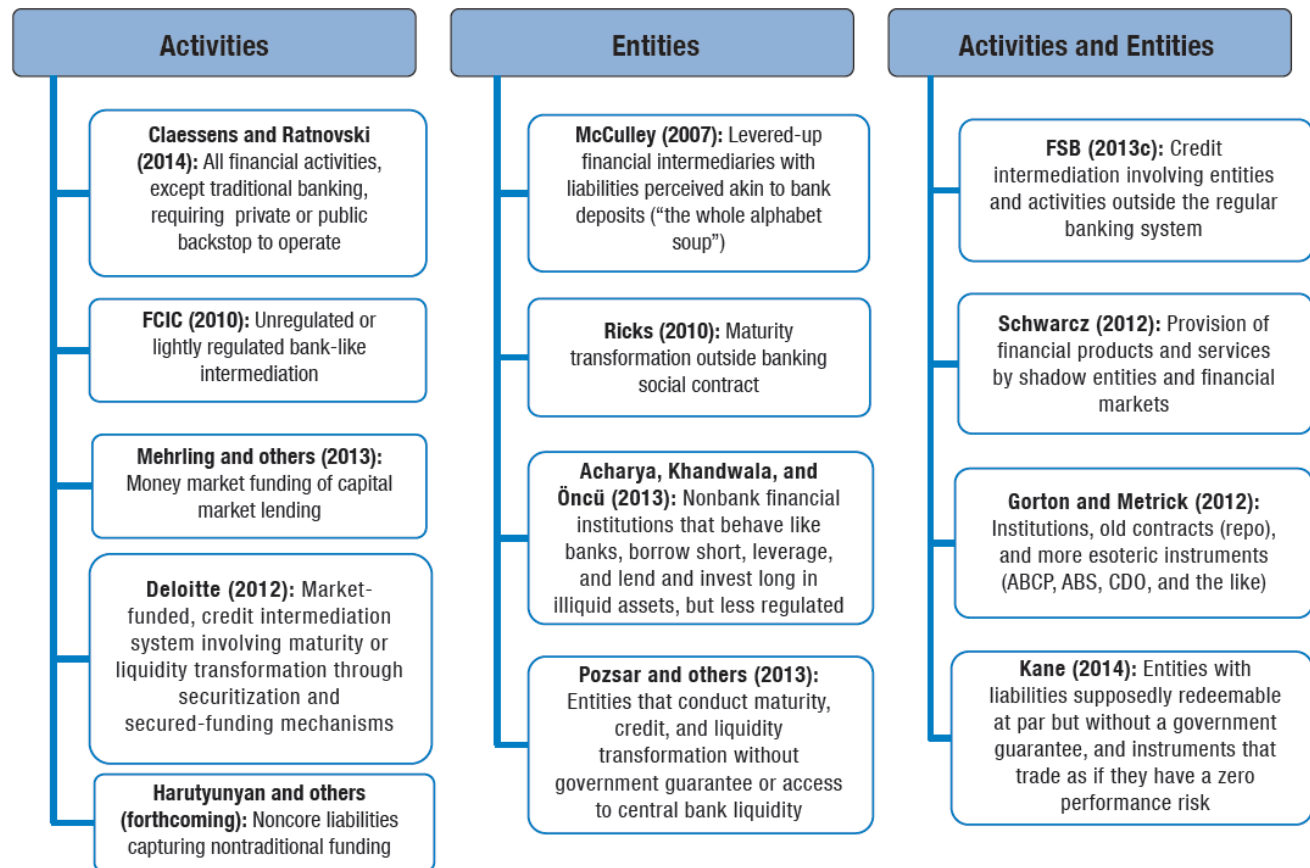 Activities
Claessens and Ratnovski
(2014): All financial activities,
except traditional banking,
requiring private or public
backstop to operate
FCIC (2010): Unregulated or
lightly regulated bank-like
intermediation
Mehrling and others (2013):
Money market funding of capital
market lending
Deloitte (2012): Market-
funded, credit intermediation
system involving maturity or
liquidity transformation through
securitization and
secured-funding mechanisms
Harutyunyan and others
(forthcoming): Noncore liabilities
capturing nontraditional funding
Entities
McCulley (2007): Levered-up
financial intermediaries with
liabilities perceived akin to bank
deposits (“the whole alphabet
soup”)
Ricks (2010): Maturity
transformation outside banking
social contract
Acharya, Khandwala, and
Öncü (2013): Nonbank financial
institutions that behave like
banks, borrow short, leverage,
and lend and invest long in
illiquid assets, but less regulated
Pozsar and others (2013):
Entities that conduct maturity,
credit, and liquidity
transformation without
government guarantee or access
to central bank liquidity
Activities and Entities
FSB (2013c): Credit
intermediation involving entities
and activities outside the regular
banking system
Schwarcz (2012): Provision of
financial products and services
by shadow entities and financial
markets
Gorton and Metrick (2012):
Institutions, old contracts (repo),
and more esoteric instruments
(ABCP, ABS, CDO, and the like)
Kane (2014): Entities with
liabilities supposedly redeemable
at par but without a government
guarantee, and instruments that
trade as if they have a zero
performance risk